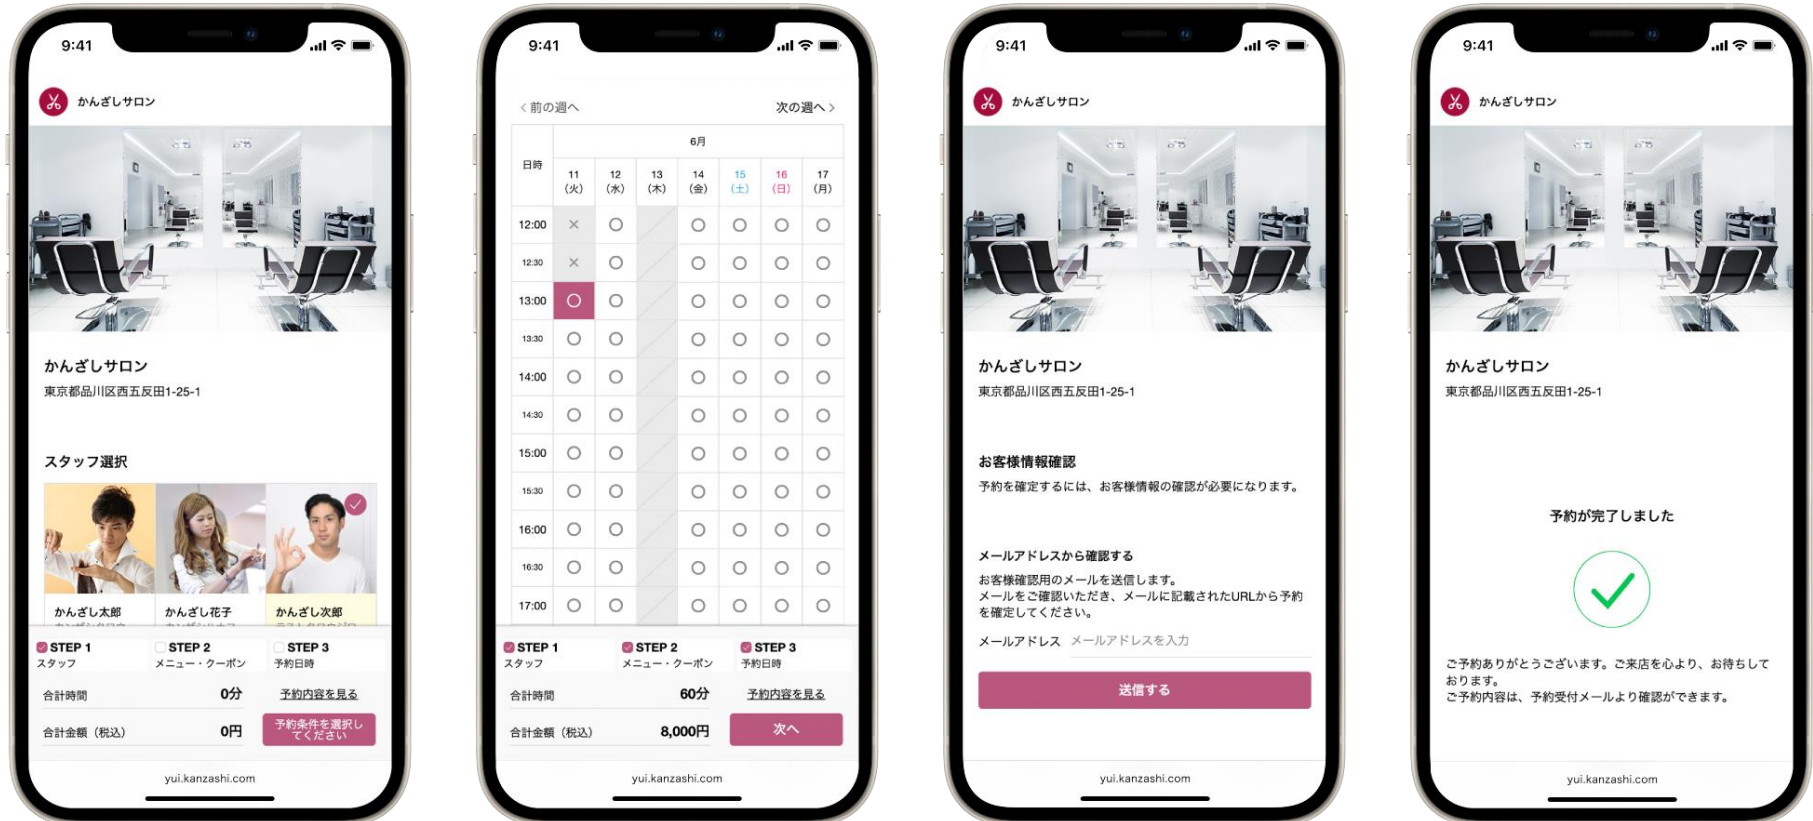 9:41
かんざしサロン
かんざしサロン
東京都品川区西五反田1-25-1
スタッフ選択
かんざし太郎 かんざし花子 かんざし次郎
STEP 1 STEP 2 STEP 3
スタッフ メニュー・クーポン 予約日時
合計時間 0分 予約内容を見る
合計金額（税込） 0円 予約条件を選択し
てください
yui.kanzashi.com
9:41
<前の週へ 次の週へ>
6月
日時
11 12 13 14 15 16 17
（火） （水） （木） （金） （土） （日） （月）
12:00 × ○ ○ ○ ○ ○
12:30 × ○ ○ ○ ○ ○
13:00 ○ ○ ○ ○ ○ ○
13:30 ○ ○ ○ ○ ○ ○
14:00 ○ ○ ○ ○ ○ ○
14:30 ○ ○ ○ ○ ○ ○
15:00 ○ ○ ○ ○ ○ ○
15:30 ○ ○ ○ ○ ○ ○
16:00 ○ ○ ○ ○ ○ ○
16:30 ○ ○ ○ ○ ○ ○
17:00 ○ ○ ○ ○ ○ ○
STEP 1 STEP 2 STEP 3
スタッフ メニュー・クーポン 予約日時
合計時間 60分 予約内容を見る
合計金額（税込） 8,000円 次へ
yui.kanzashi.com
9:41
かんざしサロン
かんざしサロン
東京都品川区西五反田1-25-1
お客様情報確認
予約を確定するには、お客様情報の確認が必要になります。
メールアドレスから確認する
お客様確認用のメールを送信します。
メールをご確認いただき、メールに記載されたURLから予約
を確定してください。
メールアドレス メールアドレスを入力
送信する
yui.kanzashi.com
9:41
かんざしサロン
かんざしサロン
東京都品川区西五反田1-25-1
予約が完了しました
ご予約ありがとうございます。ご来店を心より、お待ちして
おります。
ご予約内容は、予約受付メールより確認ができます。
yui.kanzashi.com